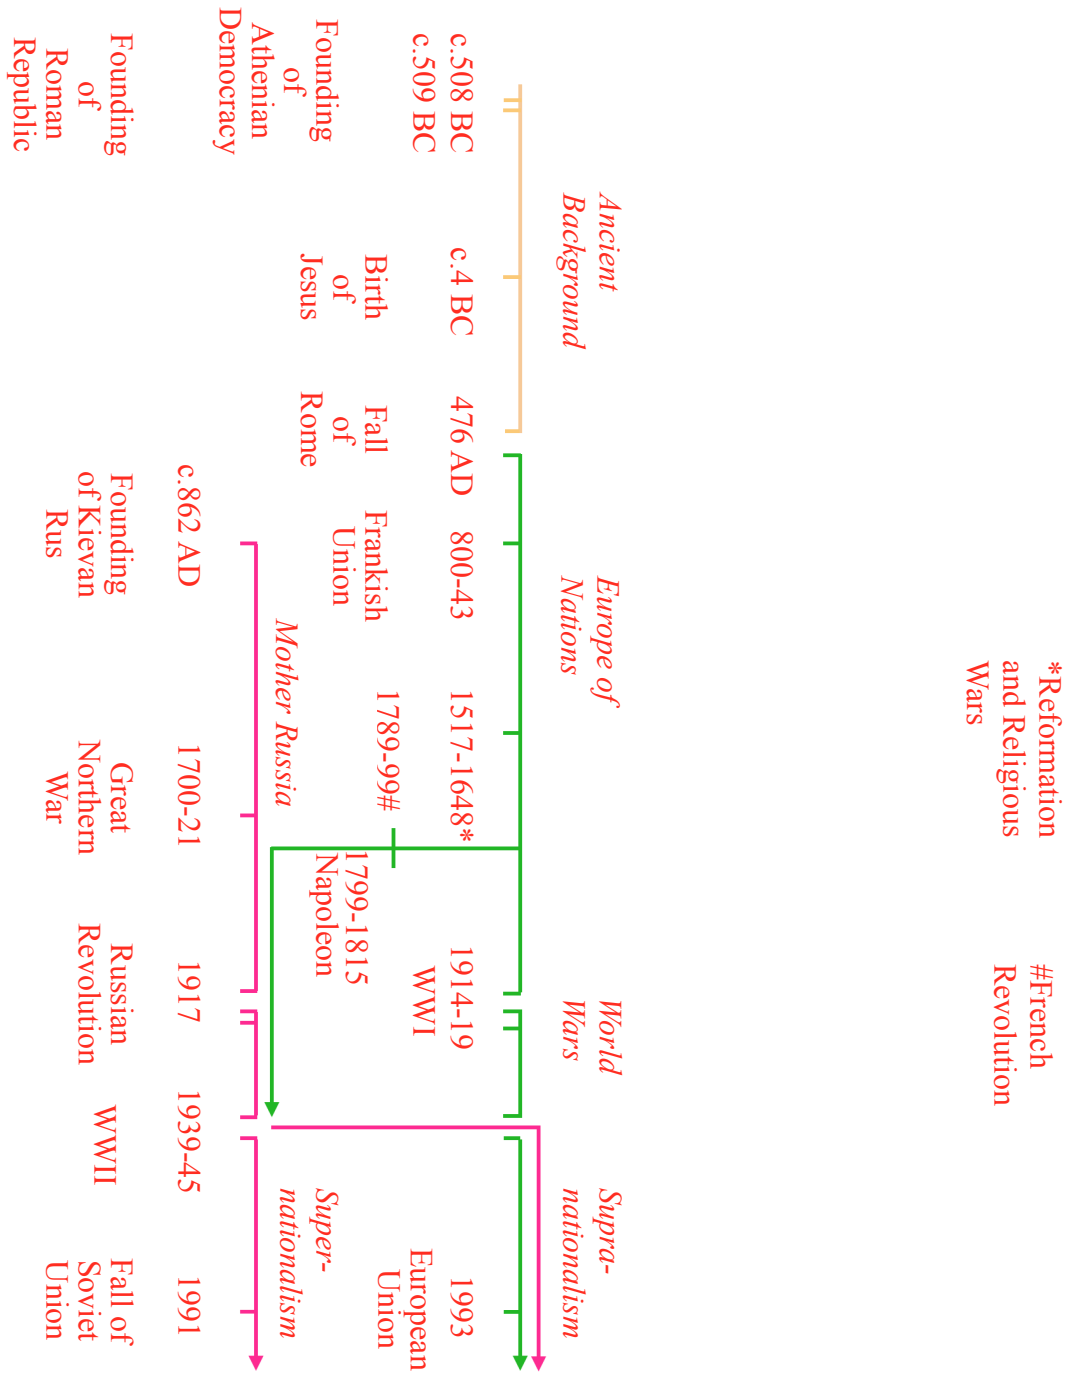 *Reformation
and Religious
Wars
#French
Revolution
Ancient
Background
Europe of
Nations
World
Wars
Supra-
nationalism
c.508 BC
c.509 BC
Founding
of
Athenian
Democracy
Founding
of
Roman
Republic
c.4 BC
Birth
of
Jesus
476 AD
Fall
of
Rome
800-43
Frankish
Union
1517-1648*
1789-99#
1799-1815
Napoleon
1914-19
WWI
1993
European
Union
Mother Russia
Super-
nationalism
c.862 AD
Founding
of Kievan
Rus
1700-21
Great
Northern
War
1917
Russian
Revolution
1939-45
WWII
1991
Fall of
Soviet
Union